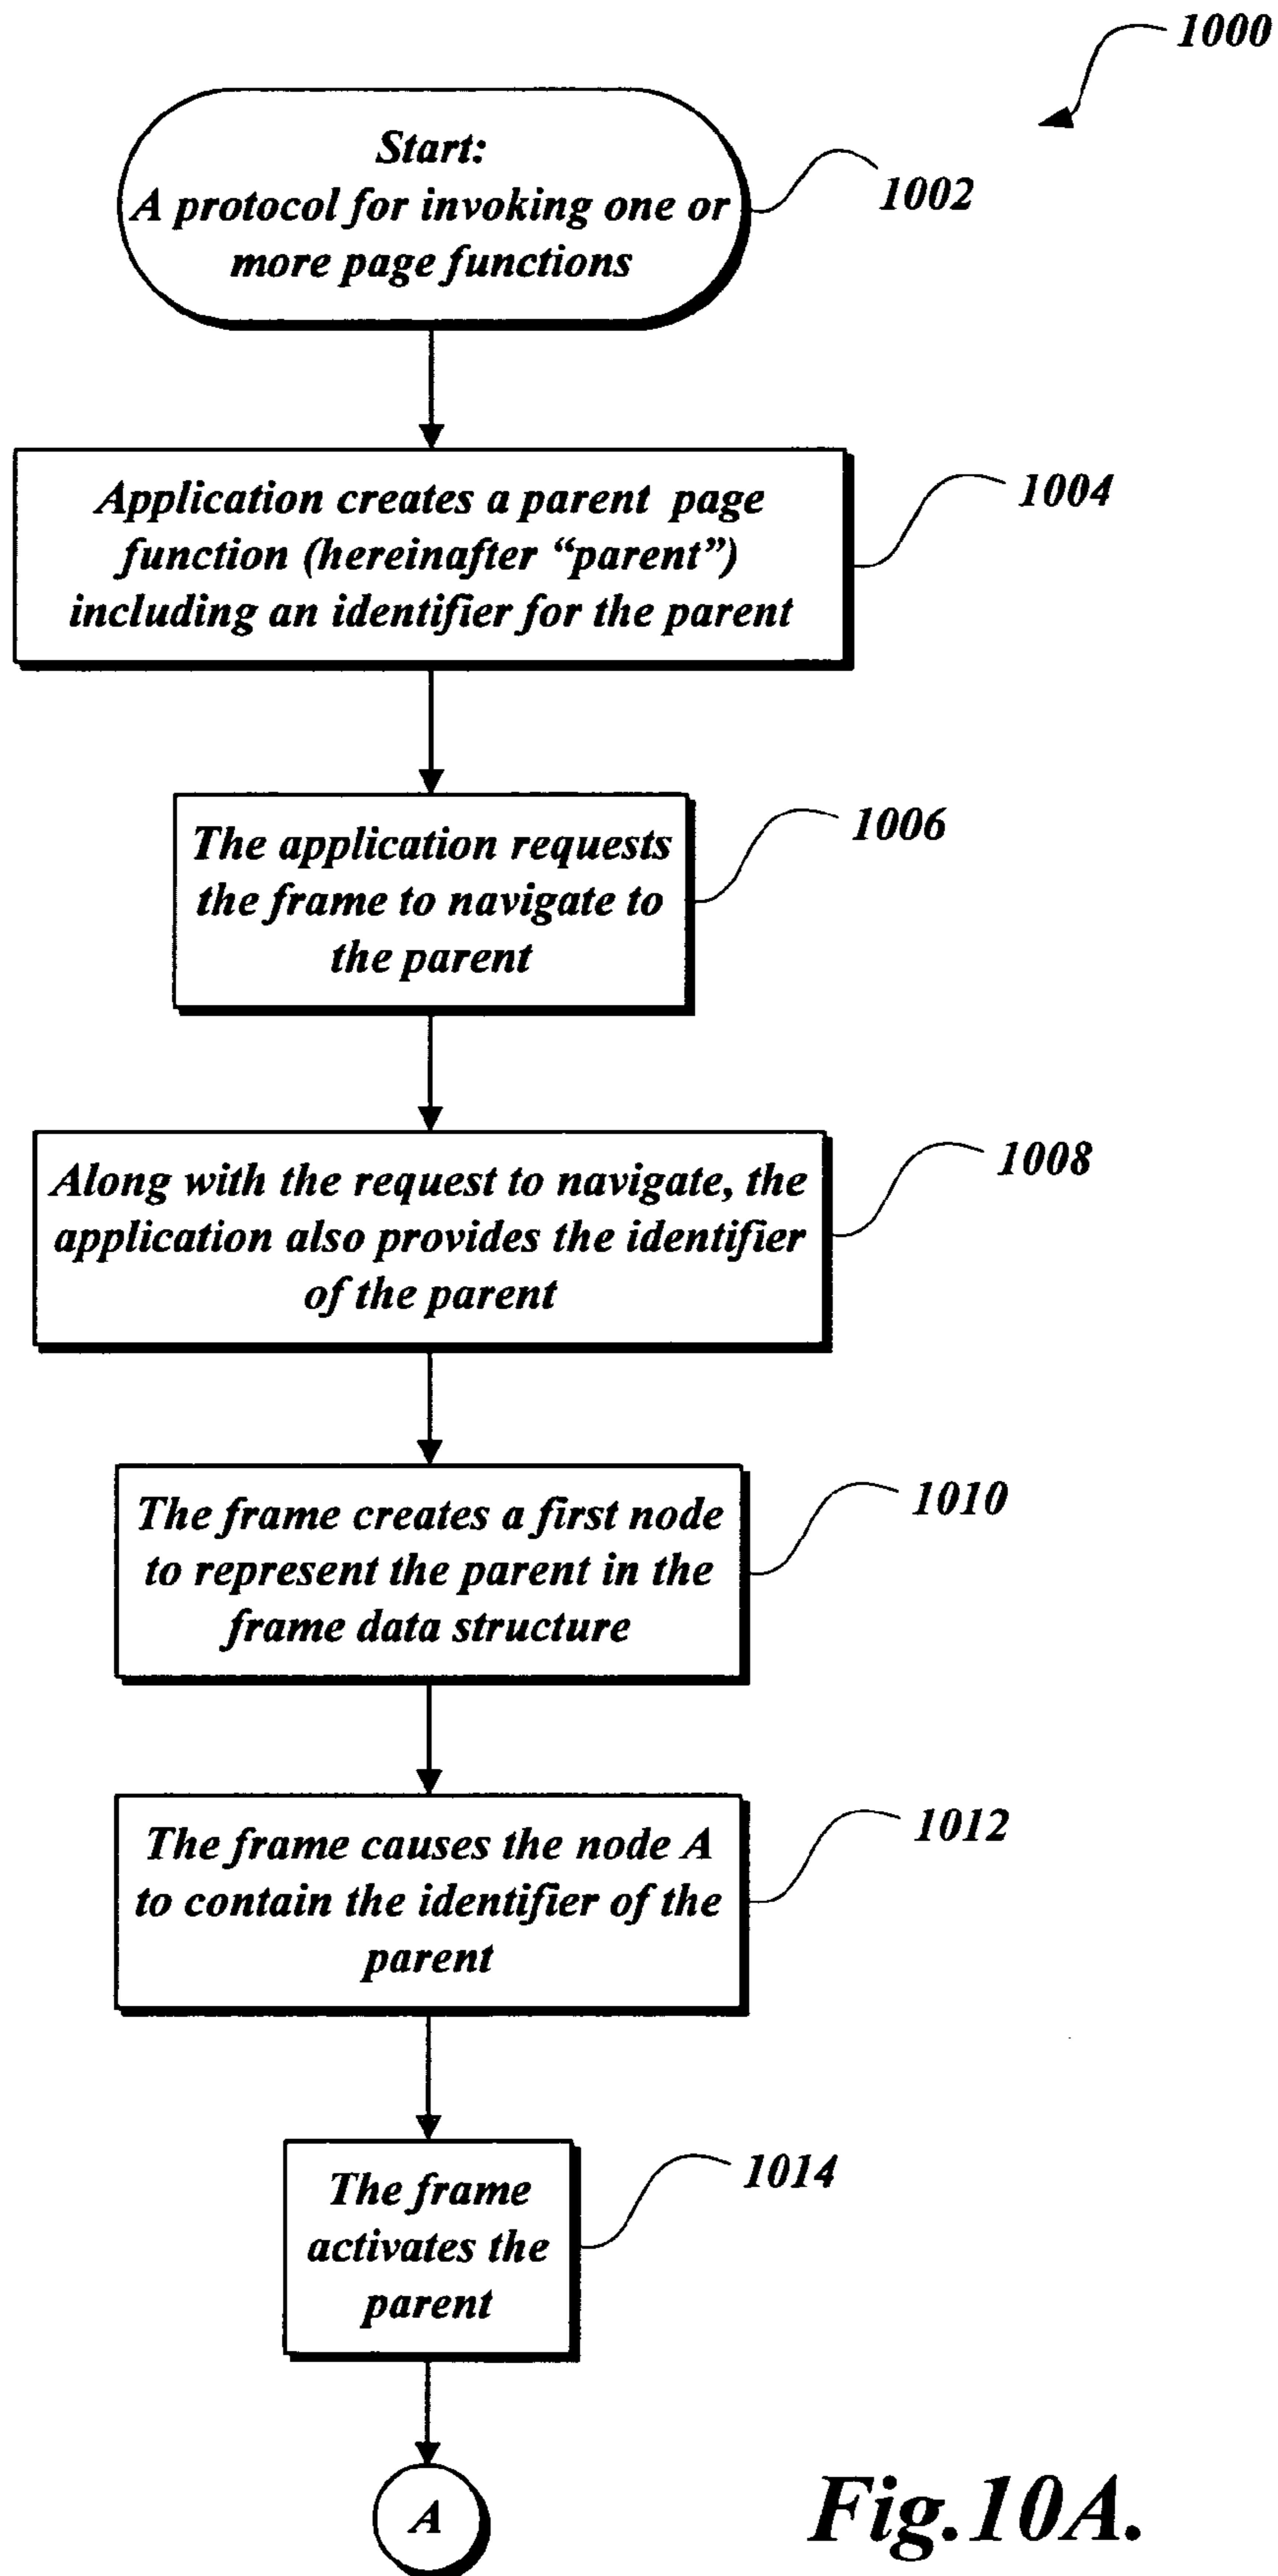 1000
Start:
A protocol for invoking one or
more page functions
1002
Application creates a parent page
function (hereinafter “parent”)
including an identifier for the parent
1004
The application requests
the frame to navigate to
the parent
1006
Along with the request to navigate, the
application also provides the identifier
of the parent
1008
The frame creates a first node
to represent the parent in the
frame data structure
1010
The frame causes the node A
to contain the identifier of the
parent
1012
The frame
activates the
parent
1014
A
Fig.10A.